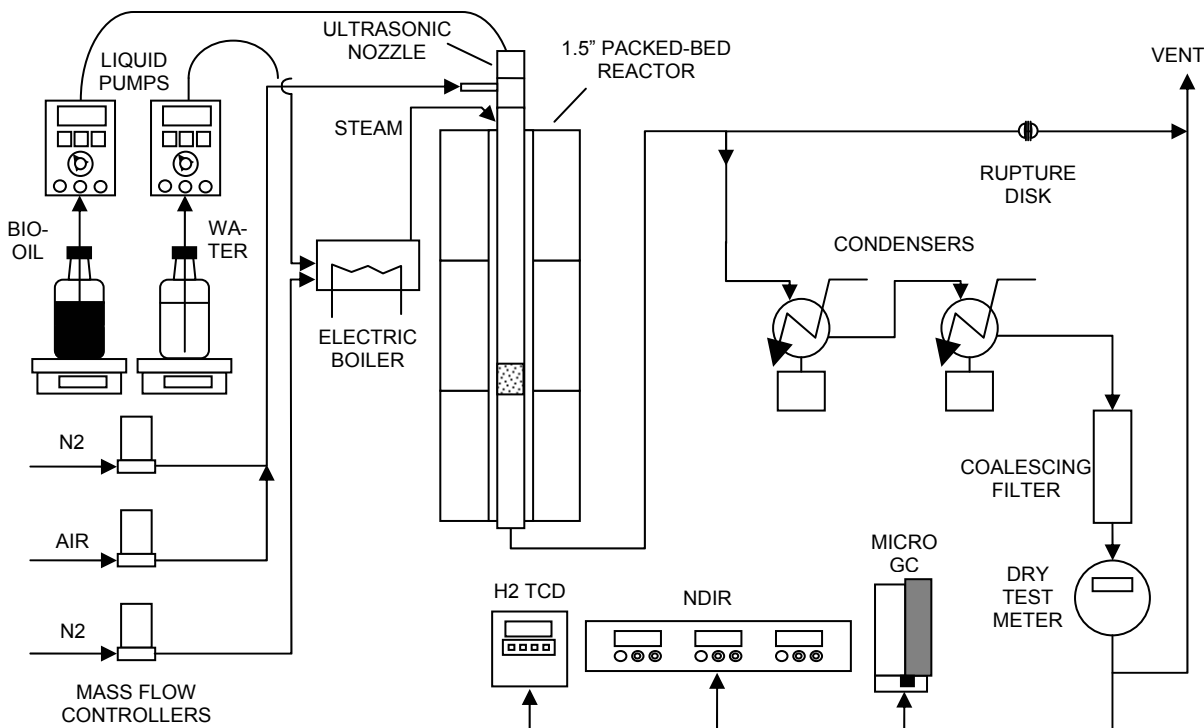 ULTRASONIC
NOZZLE
1.5” PACKED-BED
REACTOR
VENT
LIQUID
PUMPS
STEAM
RUPTURE
DISK
BIO-
OIL
WA-
TER
CONDENSERS
ELECTRIC
BOILER
N2
COALESCING
FILTER
AIR
MICRO
GC
H2 TCD
NDIR
DRY
TEST
METER
N2
MASS FLOW
CONTROLLERS